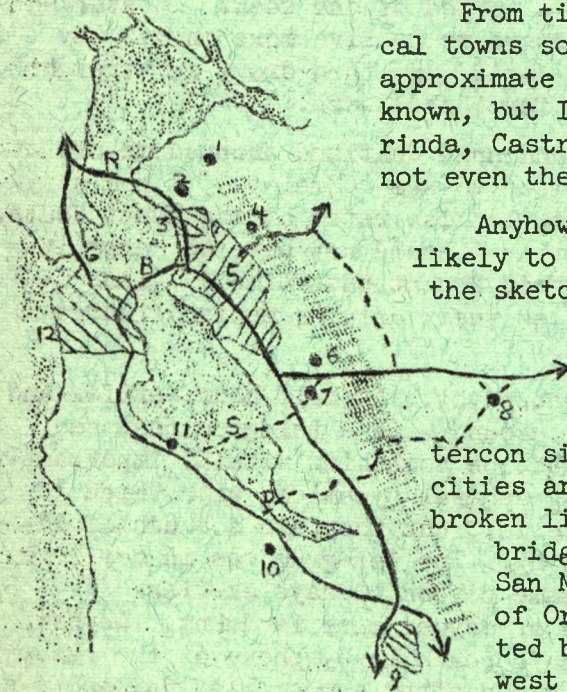 From ti
cal towns so
approximate
known, but I
rinda, Castr
not even the
Anyhow
likely to
the sketc
tercon si
cities ar
broken li
bridg
San M
of Or
ted b
west
R
1
2
3
4
G
B
5
12
6
7
8
11
S
D
10
9